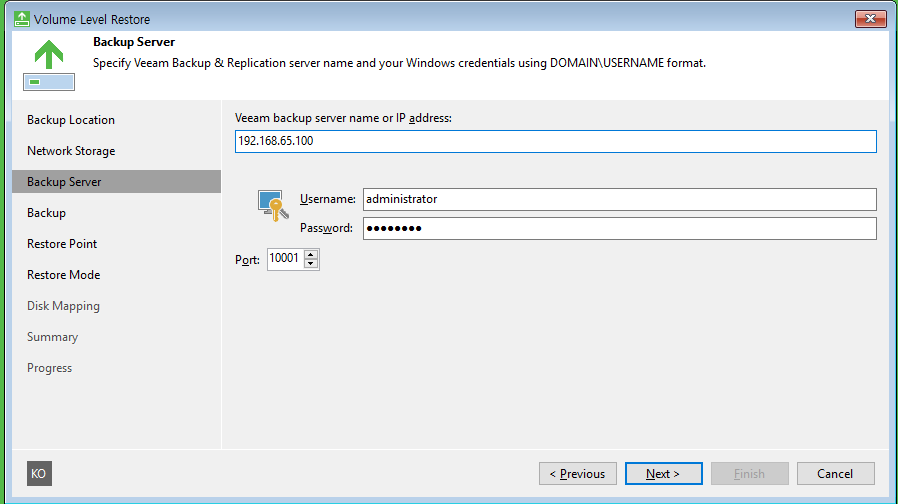 Volume Level Restore
Backup Server
Specify Veeam Backup & Replication server name and your Windows credentials using DOMAIN\USERNAME format.
Backup Location
Network Storage
Backup Server
Backup
Restore Point
Restore Mode
Disk Mapping
Summary
Progress
Veeam backup server name or IP address:
192.168.65.100
Username: administrator
Password: ●●●●●●●●
Port: 10001
KO
< Previous
Next >
Finish
Cancel